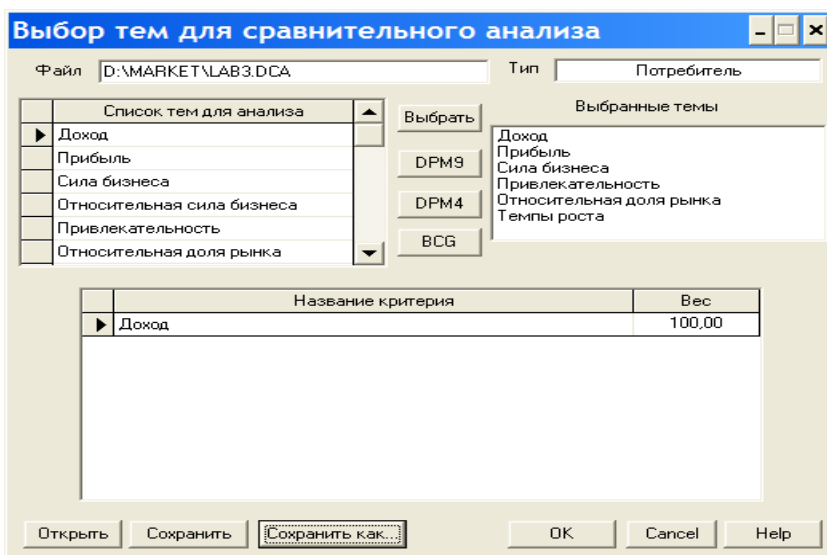 Выбор тем для сравнительного анализа
Файл D:\MARKET\LAB3.DCA Тип Потребитель
Список тем для анализа
Доход
Прибыль
Сила бизнеса
Относительная сила бизнеса
Привлекательность
Относительная доля рынка
Выбрать
DPM9
DPM4
BCG
Выбранные темы
Доход
Прибыль
Сила бизнеса
Привлекательность
Относительная доля рынка
Темпы роста
Название критерия Вес
Доход 100,00
Открыть Сохранить Сохранить как... OK Cancel Help